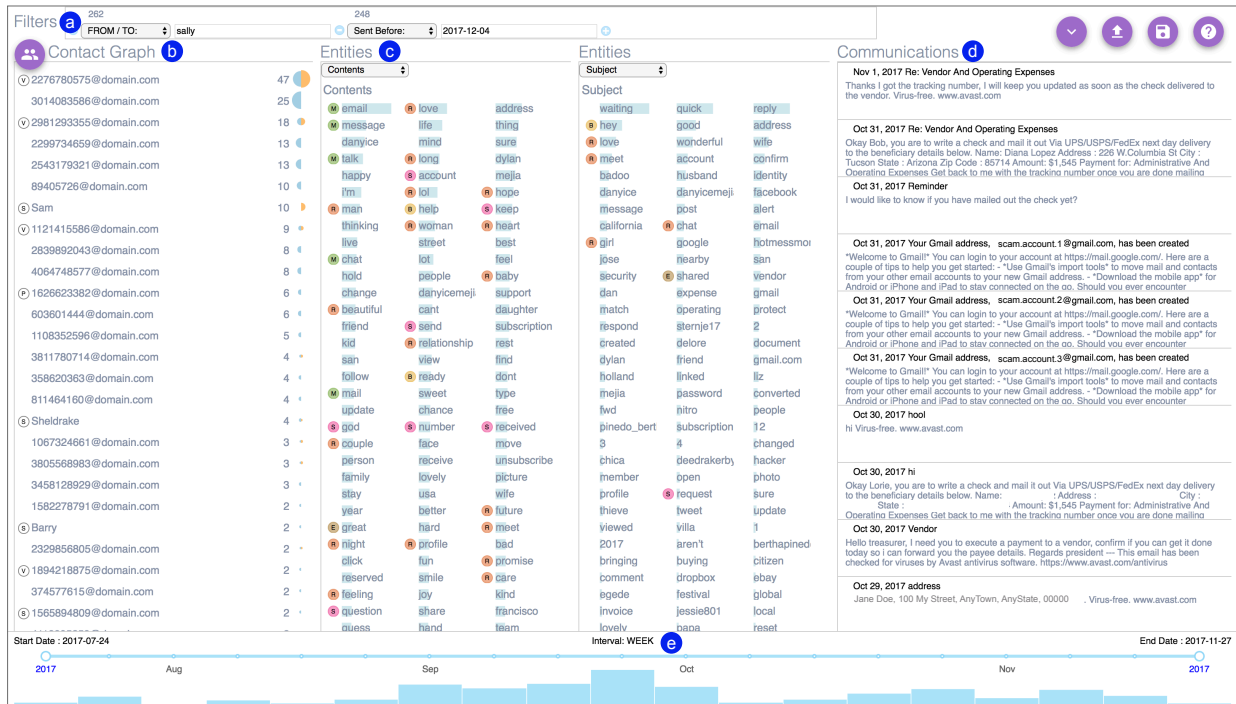 262
248
Filters a FROM / TO: sally Sent Before: 2017-12-04
Contact Graph b
V 2276780575@domain.com 47
3014083586@domain.com 25
V 2981293355@domain.com 18
2299734659@domain.com 13
2543179321@domain.com 13
89405726@domain.com 10
S Sam 10
V 1121415586@domain.com 9
2839892043@domain.com 8
4064748577@domain.com 8
P 1626623382@domain.com 6
603601444@domain.com 6
1108352596@domain.com 5
3811780714@domain.com 4
358620363@domain.com 4
811464160@domain.com 4
S Sheldrake 4
1067324661@domain.com 3
3805568983@domain.com 3
3458128929@domain.com 3
1582278791@domain.com 2
S Barry 2
2329856805@domain.com 2
V 1894218875@domain.com 2
374577615@domain.com 2
S 1565894809@domain.com 2
Entities c
Contents
Contents
M email R love address
M message life thing
danyice mind sure
M talk R long dylan
happy S account mejia
i'm R lol R hope
R man B help S keep
thinking R woman R heart
live street best
M chat lot feel
hold people R baby
change danyicemeji support
R beautiful cant daughter
friend S send subscription
kid R relationship rest
san view find
follow B ready dont
M mail sweet type
update chance free
S god S number S received
R couple face move
person receive unsubscribe
family lovely picture
stay usa wife
year better R future
E great hard R meet
R night R profile bad
click fun R promise
reserved smile R care
R feeling joy kind
S question share francisco
guess hand team
Entities
Subject
Subject
waiting quick reply
B hey good address
R love wonderful wife
R meet account confirm
badoo husband identity
danyice danyicemeji facebook
message post alert
california R chat email
R girl google hotmessmo
jose nearby san
security E shared vendor
dan expense gmail
match operating protect
respond sternje17 2
created delore document
dylan friend gmail.com
holland linked liz
mejia password converted
fwd nitro people
pinedo_bert subscription 12
3 4 changed
chica deedrakerby hacker
member open photo
profile S request sure
thieve tweet update
viewed villa 1
2017 aren't berthapined
bringing buying citizen
comment dropbox ebay
egede festival global
invoice jessie801 local
lovely papa reset
Communications d
Nov 1, 2017 Re: Vendor And Operating Expenses
Thanks I got the tracking number, I will keep you updated as soon as the check delivered to
the vendor. Virus-free. www.avast.com
Oct 31, 2017 Re: Vendor And Operating Expenses
Okay Bob, you are to write a check and mail it out Via UPS/USPS/FedEx next day delivery
to the beneficiary details below. Name: Diana Lopez Address : 226 W.Columbia St City :
Tucson State : Arizona Zip Code : 85714 Amount: $1,545 Payment for: Administrative And
Operating Expenses Get back to me with the tracking number once you are done mailing
Oct 31, 2017 Reminder
I would like to know if you have mailed out the check yet?
Oct 31, 2017 Your Gmail address, scam.account.1@gmail.com, has been created
"Welcome to Gmail!" You can login to your account at https://mail.google.com/. Here are a
couple of tips to help you get started: - *Use Gmail's import tools* to move mail and contacts
from your other email accounts to your new Gmail address. - *Download the mobile app* for
Android or iPhone and iPad to stay connected on the go. Should you ever encounter
Oct 31, 2017 Your Gmail address, scam.account.2@gmail.com, has been created
"Welcome to Gmail!" You can login to your account at https://mail.google.com/. Here are a
couple of tips to help you get started: - *Use Gmail's import tools* to move mail and contacts
from your other email accounts to your new Gmail address. - *Download the mobile app* for
Android or iPhone and iPad to stay connected on the go. Should you ever encounter
Oct 31, 2017 Your Gmail address, scam.account.3@gmail.com, has been created
"Welcome to Gmail!" You can login to your account at https://mail.google.com/. Here are a
couple of tips to help you get started: - *Use Gmail's import tools* to move mail and contacts
from your other email accounts to your new Gmail address. - *Download the mobile app* for
Android or iPhone and iPad to stay connected on the go. Should you ever encounter
Oct 30, 2017 hool
hi Virus-free. www.avast.com
Oct 30, 2017 hi
Okay Lorie, you are to write a check and mail it out Via UPS/USPS/FedEx next day delivery
to the beneficiary details below. Name: : Address : City :
State : Amount: $1,545 Payment for: Administrative And
Operating Expenses Get back to me with the tracking number once you are done mailing
Oct 30, 2017 Vendor
Hello treasurer, I need you to execute a payment to a vendor, confirm if you can get it done
today so i can forward you the payee details. Regards president --- This email has been
checked for viruses by Avast antivirus software. https://www.avast.com/antivirus
Oct 29, 2017 address
Jane Doe, 100 My Street, AnyTown, AnyState, 00000 . Virus-free. www.avast.com
Start Date : 2017-07-24 Interval: WEEK e End Date : 2017-11-27
2017 Aug Sep Oct Nov 2017